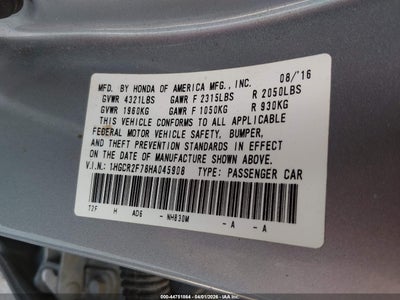 MFD. BY HONDA OF AMERICA MFG., INC. 08/'16
GVWR 4321LBS GAWR F 2315LBS R 2050LBS
GVWR 1960KG GAWR F 1050KG R 930KG
THIS VEHICLE CONFORMS TO ALL APPLICABLE
FEDERAL MOTOR VEHICLE SAFETY, BUMPER,
AND THEFT PREVENTION STANDARDS IN EFFECT
ON THE DATE OF MANUFACTURE SHOWN ABOVE.
V.I.N.: 1HGCR2F78HA045908 TYPE: PASSENGER CAR
T2F H AD6 - NH830M - A - A
000-44751864 - 04/01/2026 - IAA Inc.